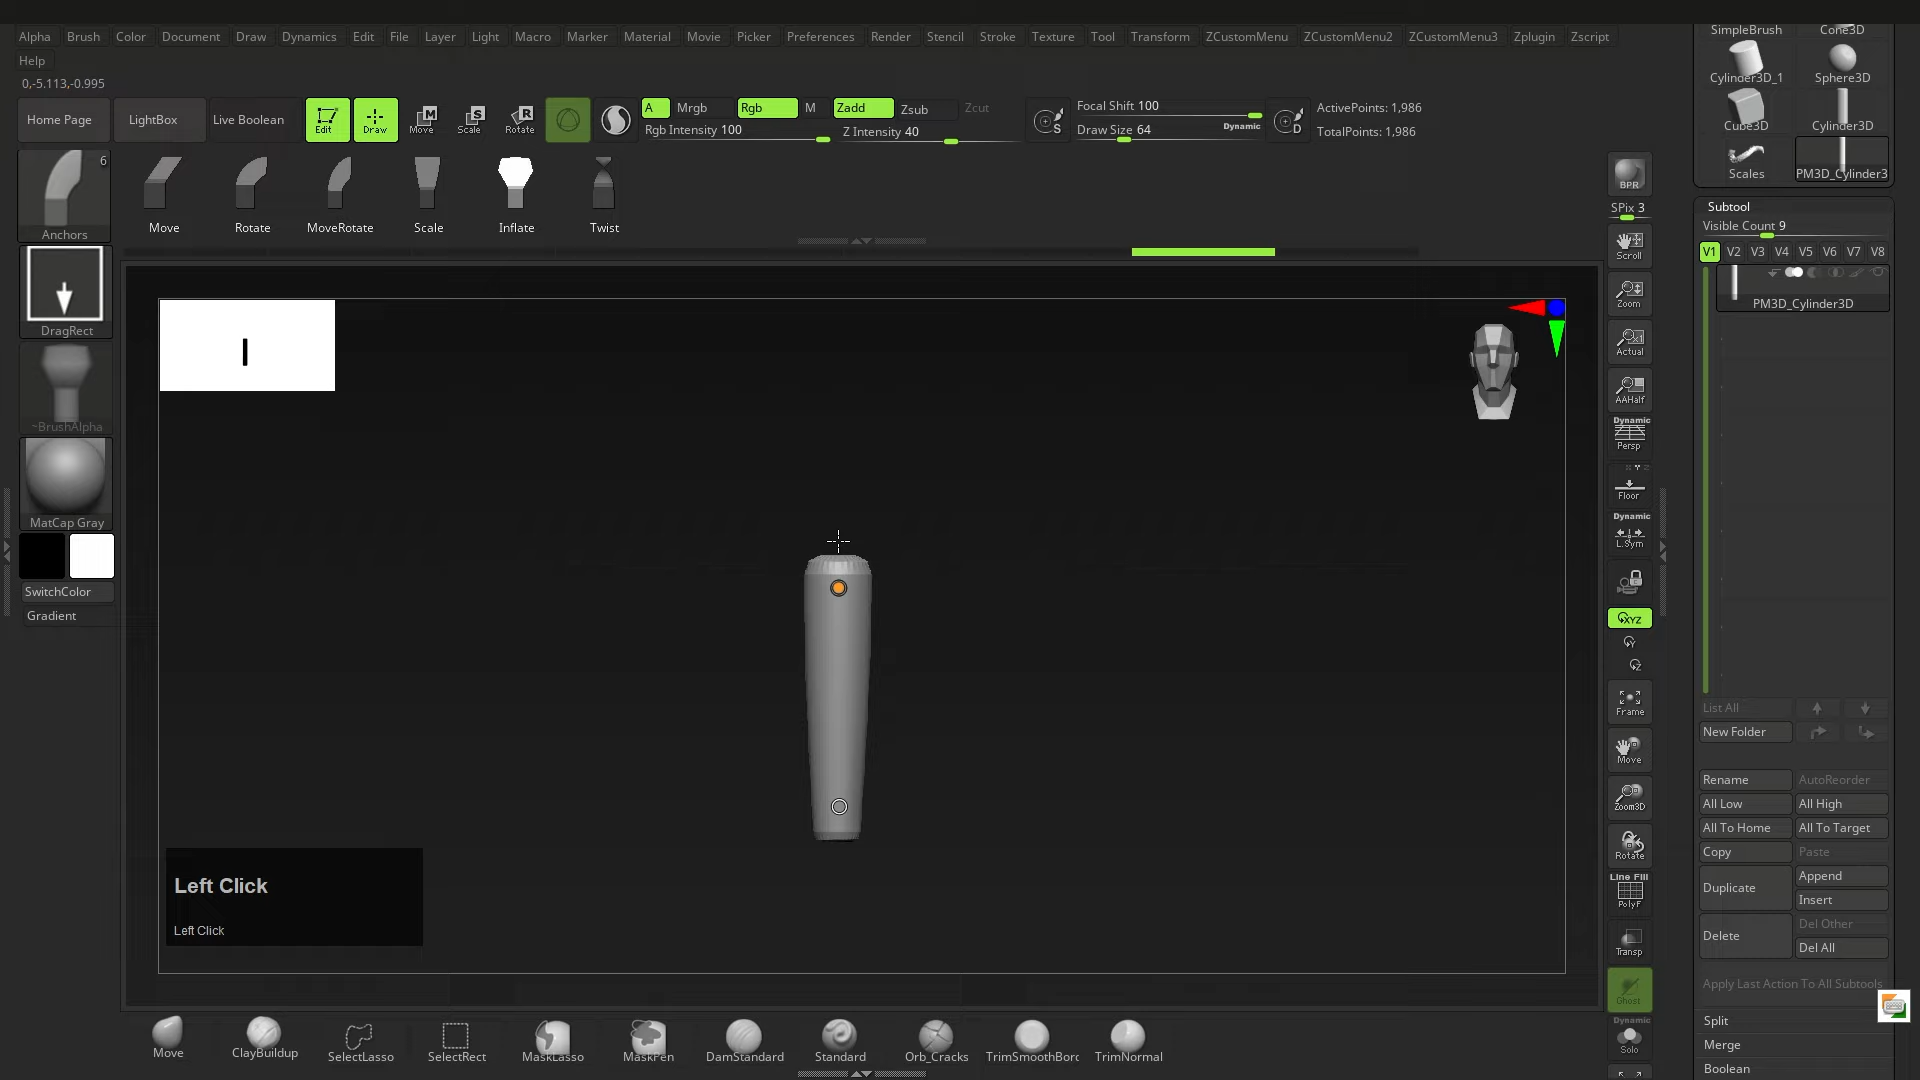 SimpleBrush Cone3D
Alpha Brush Color Document Draw Dynamics Edit File Layer Light Macro Marker Material Movie Picker Preferences Render Stencil Stroke Texture Tool Transform ZCustomMenu ZCustomMenu2 ZCustomMenu3 Zplugin Zscript
Help
0,-5.113,-0.995
Cylinder3D_1 Sphere3D
Home Page LightBox Live Boolean Edit Draw Move Scale Rotate
A Mrgb Rgb M Zadd Zsub Zcut
Rgb Intensity 100 Z Intensity 40
Focal Shift 100
Draw Size 64 Dynamic
ActivePoints: 1,986
TotalPoints: 1,986
Cube3D Cylinder3D
Scales PM3D_Cylinder3
6
Anchors
Move Rotate MoveRotate Scale Inflate Twist
BPR
SPix 3
Subtool
Visible Count 9
V1 V2 V3 V4 V5 V6 V7 V8
PM3D_Cylinder3D
DragRect
~BrushAlpha
MatCap Gray
SwitchColor
Gradient
Scroll
Zoom
Actual
AAHalf
Dynamic
Persp
Floor
Dynamic
L.Sym
XYZ
Y
Z
Frame
Move
Zoom3D
Rotate
Line Fill
PolyF
Transp
Ghost
Dynamic
Solo
List All
New Folder
Rename AutoReorder
All Low All High
All To Home All To Target
Copy Paste
Duplicate Append
Insert
Delete Del Other
Del All
Apply Last Action To All Subtools
Split
Merge
Boolean
Left Click
Left Click
Move ClayBuildup SelectLasso SelectRect MaskLasso MaskPen DamStandard Standard Orb_Cracks TrimSmoothBorc TrimNormal